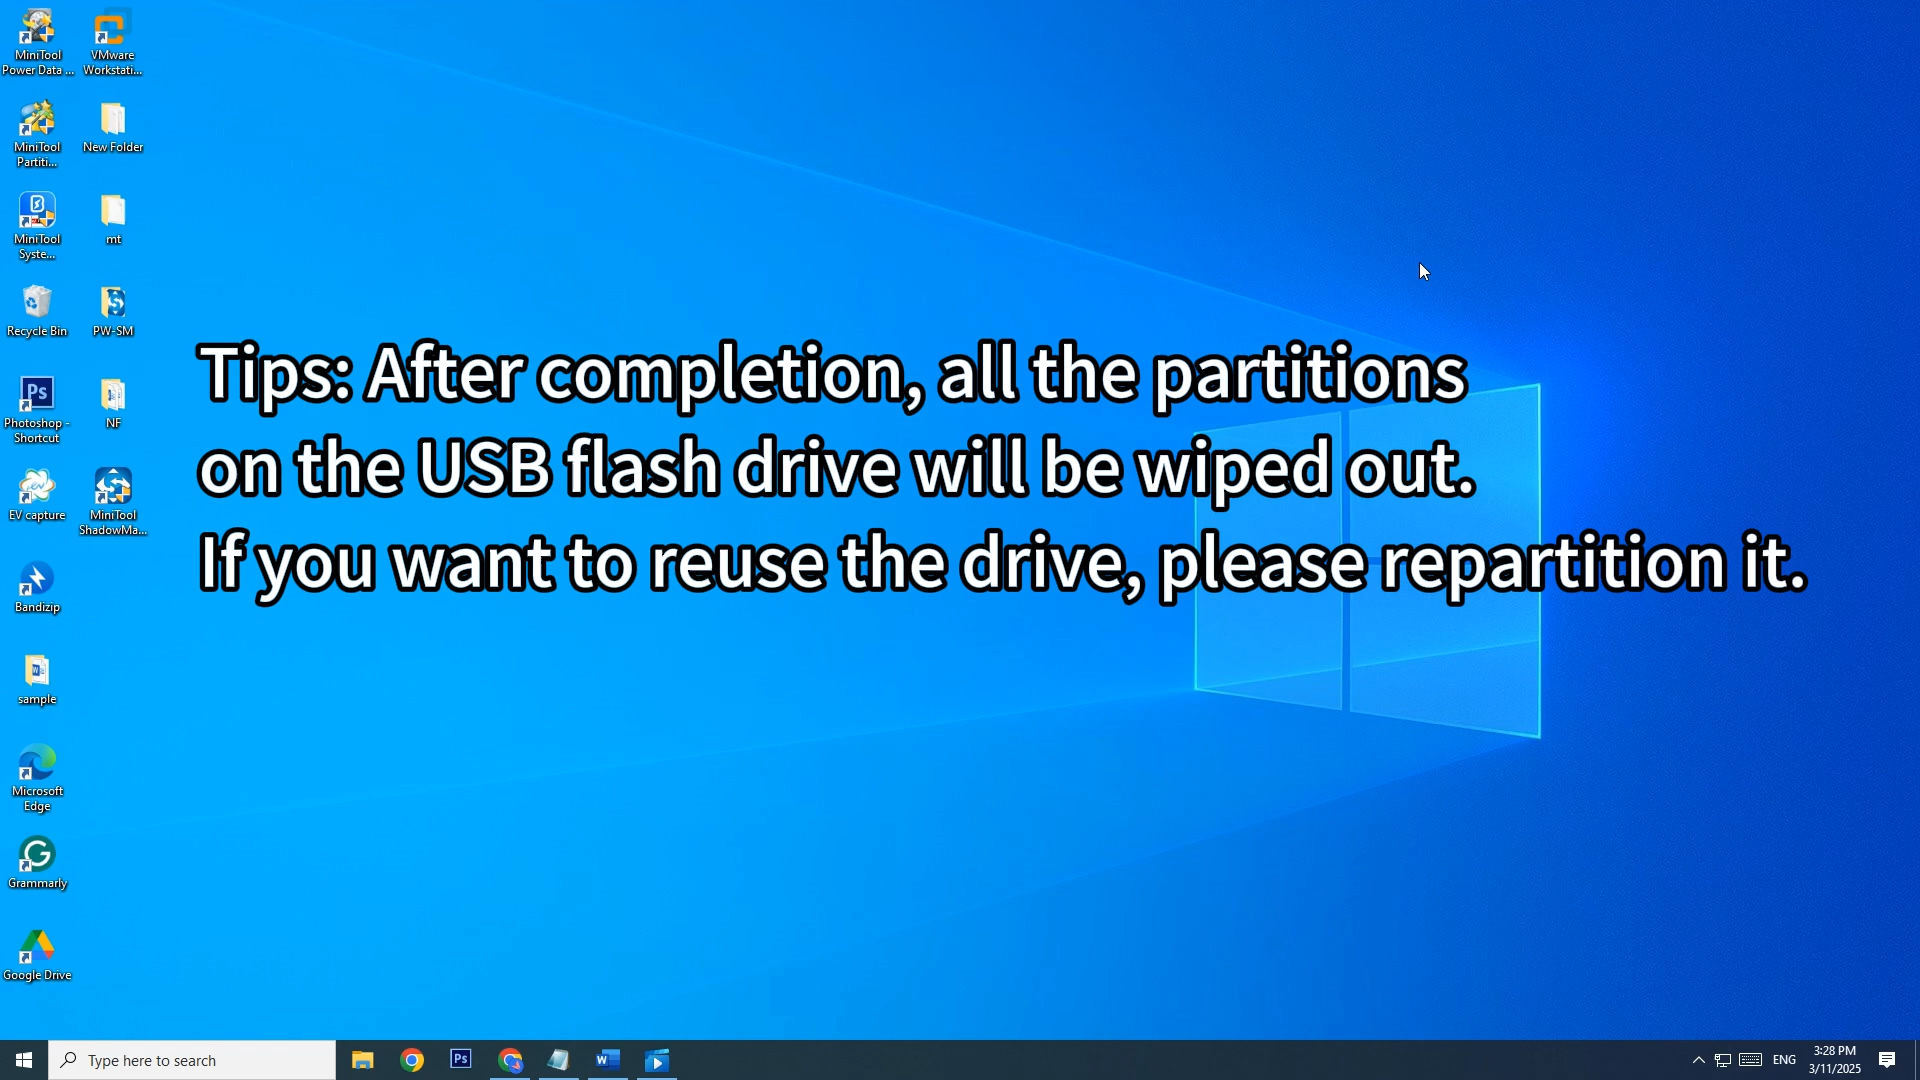 MiniTool
Power Data ...
VMware
Workstati...
MiniTool
Partiti...
New Folder
MiniTool
Syste...
mt
Recycle Bin
PW-SM
Ps
Photoshop -
Shortcut
NF
EV capture
MiniTool
ShadowMa...
Bandizip
sample
Microsoft
Edge
Grammarly
Google Drive
Tips: After completion, all the partitions
on the USB flash drive will be wiped out.
If you want to reuse the drive, please repartition it.
Type here to search
Ps
W
ENG
3:28 PM
3/11/2025